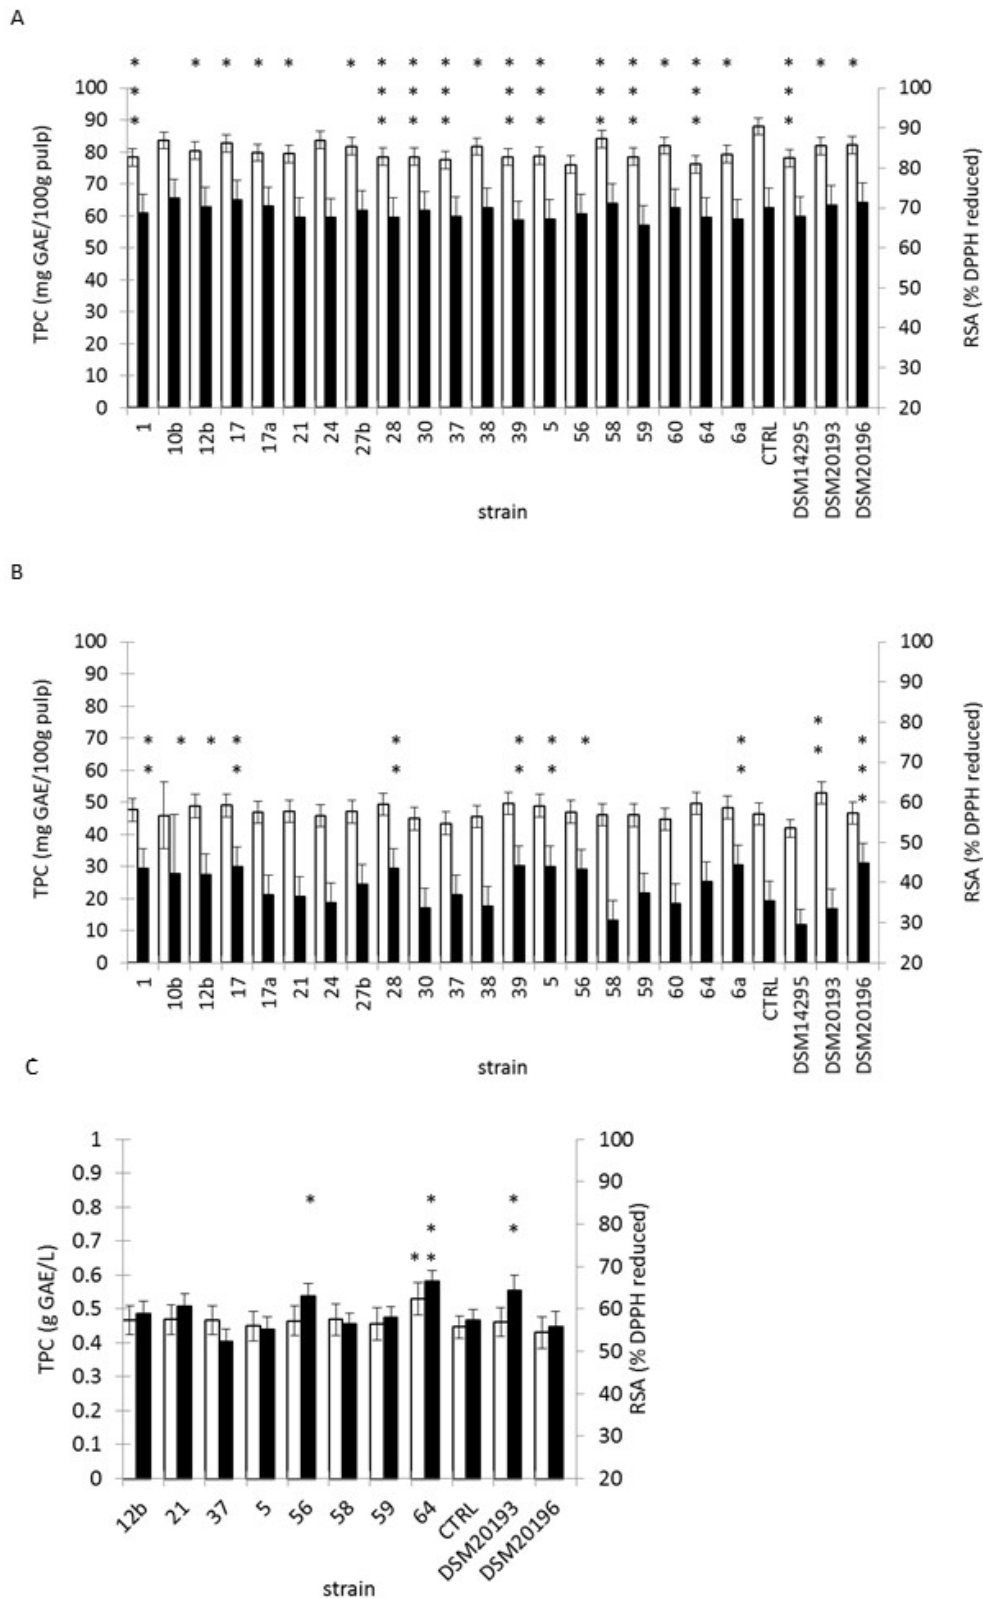 A
* * * * * * * * * * * * * * * * * * * * *
* * * * * * * * * *
* * * * * * * * * *
100 90 80 70 60 50 40 30 20 10 0
TPC (mg GAE/100g pulp)
100 90 80 70 60 50 40 30 20
RSA (% DPPH reduced)
1 10b 12b 17 17a 21 24 27b 28 30 37 38 39 5 56 58 59 60 64 6a CTRL DSM14295 DSM20193 DSM20196
strain
B
100 90 80 70 60 50 40 30 20 10 0
TPC (mg GAE/100g pulp)
*
*
* * * * * * * * * *
* * * * * * *
*
100 90 80 70 60 50 40 30 20
RSA (% DPPH reduced)
1 10b 12b 17 17a 21 24 27b 28 30 37 38 39 5 56 58 59 60 64 6a CTRL DSM14295 DSM20193 DSM20196
strain
C
1 0.9 0.8 0.7 0.6 0.5 0.4 0.3 0.2 0.1 0
TPC (g GAE/L)
* * *
* *
* *
100 90 80 70 60 50 40 30 20
RSA (% DPPH reduced)
12b 21 37 5 56 58 59 64 CTRL DSM20193 DSM20196
strain